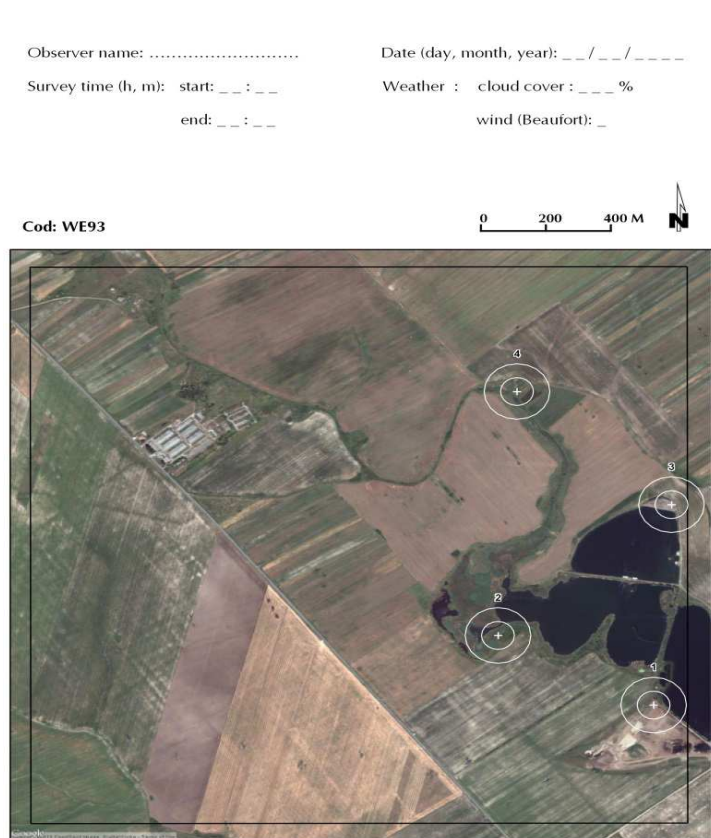 Observer name: ...........................
Date (day, month, year): _ _ / _ _ / _ _ _ _
Survey time (h, m): start: _ _ : _ _
Weather : cloud cover : _ _ _ %
end: _ _ : _ _
wind (Beaufort): _
Cod: WE93
0 200 400 M
N
4
3
2
1
Google